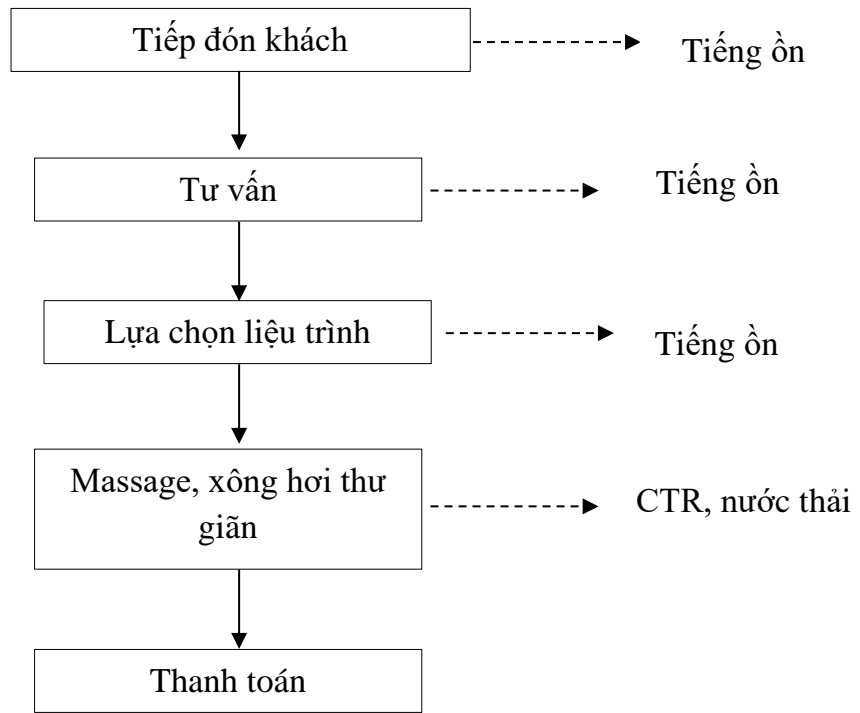 Tiếp đón khách
Tiếng ồn
Tư vấn
Tiếng ồn
Lựa chọn liệu trình
Tiếng ồn
Massage, xông hơi thư
giãn
CTR, nước thải
Thanh toán